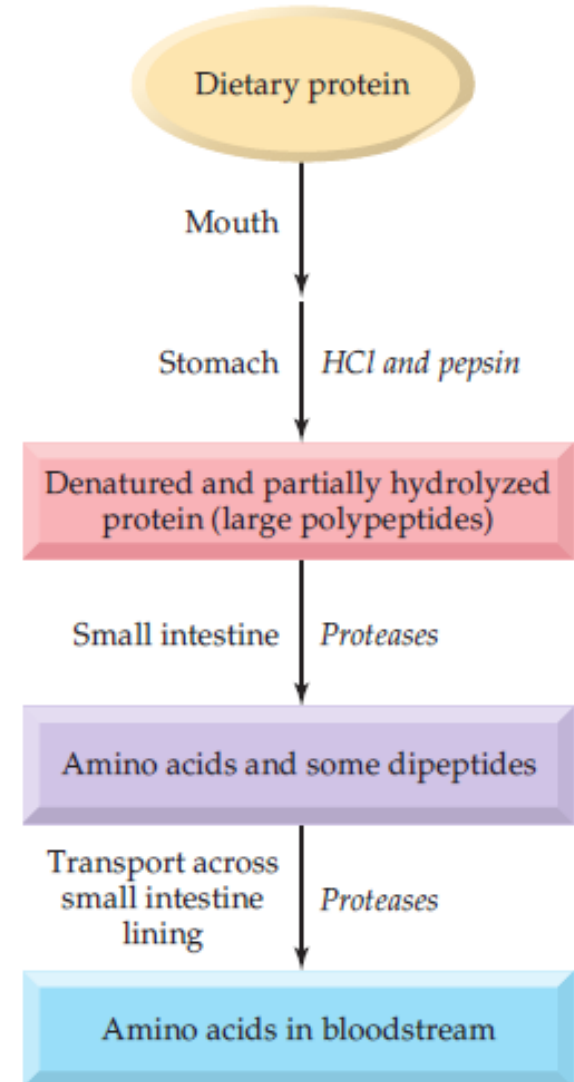 Dietary protein
Mouth
Stomach
HCl and pepsin
Denatured and partially hydrolyzed
protein (large polypeptides)
Small intestine
Proteases
Amino acids and some dipeptides
Transport across
small intestine
lining
Proteases
Amino acids in bloodstream